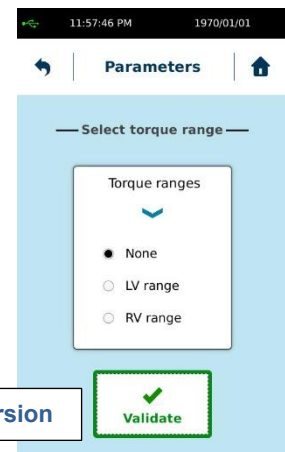 11:57:46 PM 1970/01/01
Parameters
Select torque range
Torque ranges
None
LV range
RV range
Validate
rsion